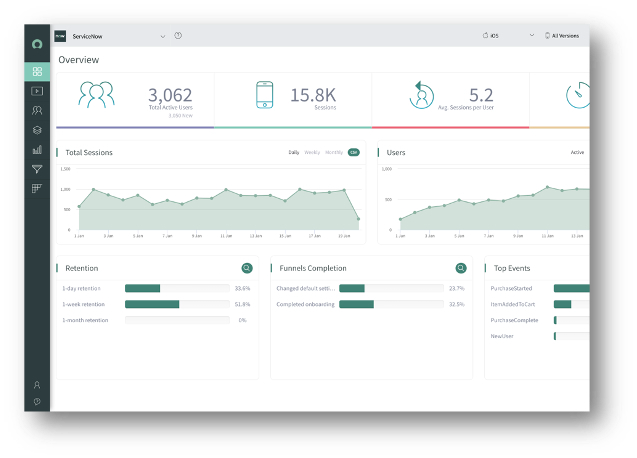 now ServiceNow iOS All Versions
Overview
3,062 15.8K 5.2
Total Active Users Sessions Avg. Sessions per User
Total Sessions Daily Weekly Monthly Users Active
1,500 1,000
1,000
500 500
0 0
1 Jan 3 Jan 5 Jan 7 Jan 9 Jan 11 Jan 13 Jan 15 Jan 17 Jan 19 Jan 1 Jan 3 Jan 5 Jan 7 Jan 9 Jan 11 Jan 13 Jan
Retention Funnels Completion Top Events
1-day retention 33.6% Changed default setti... 23.7% PurchaseStarted
1-week retention 51.8% Completed onboarding 32.5% ItemAddedToCart
1-month retention 0% PurchaseComplete
NewUser